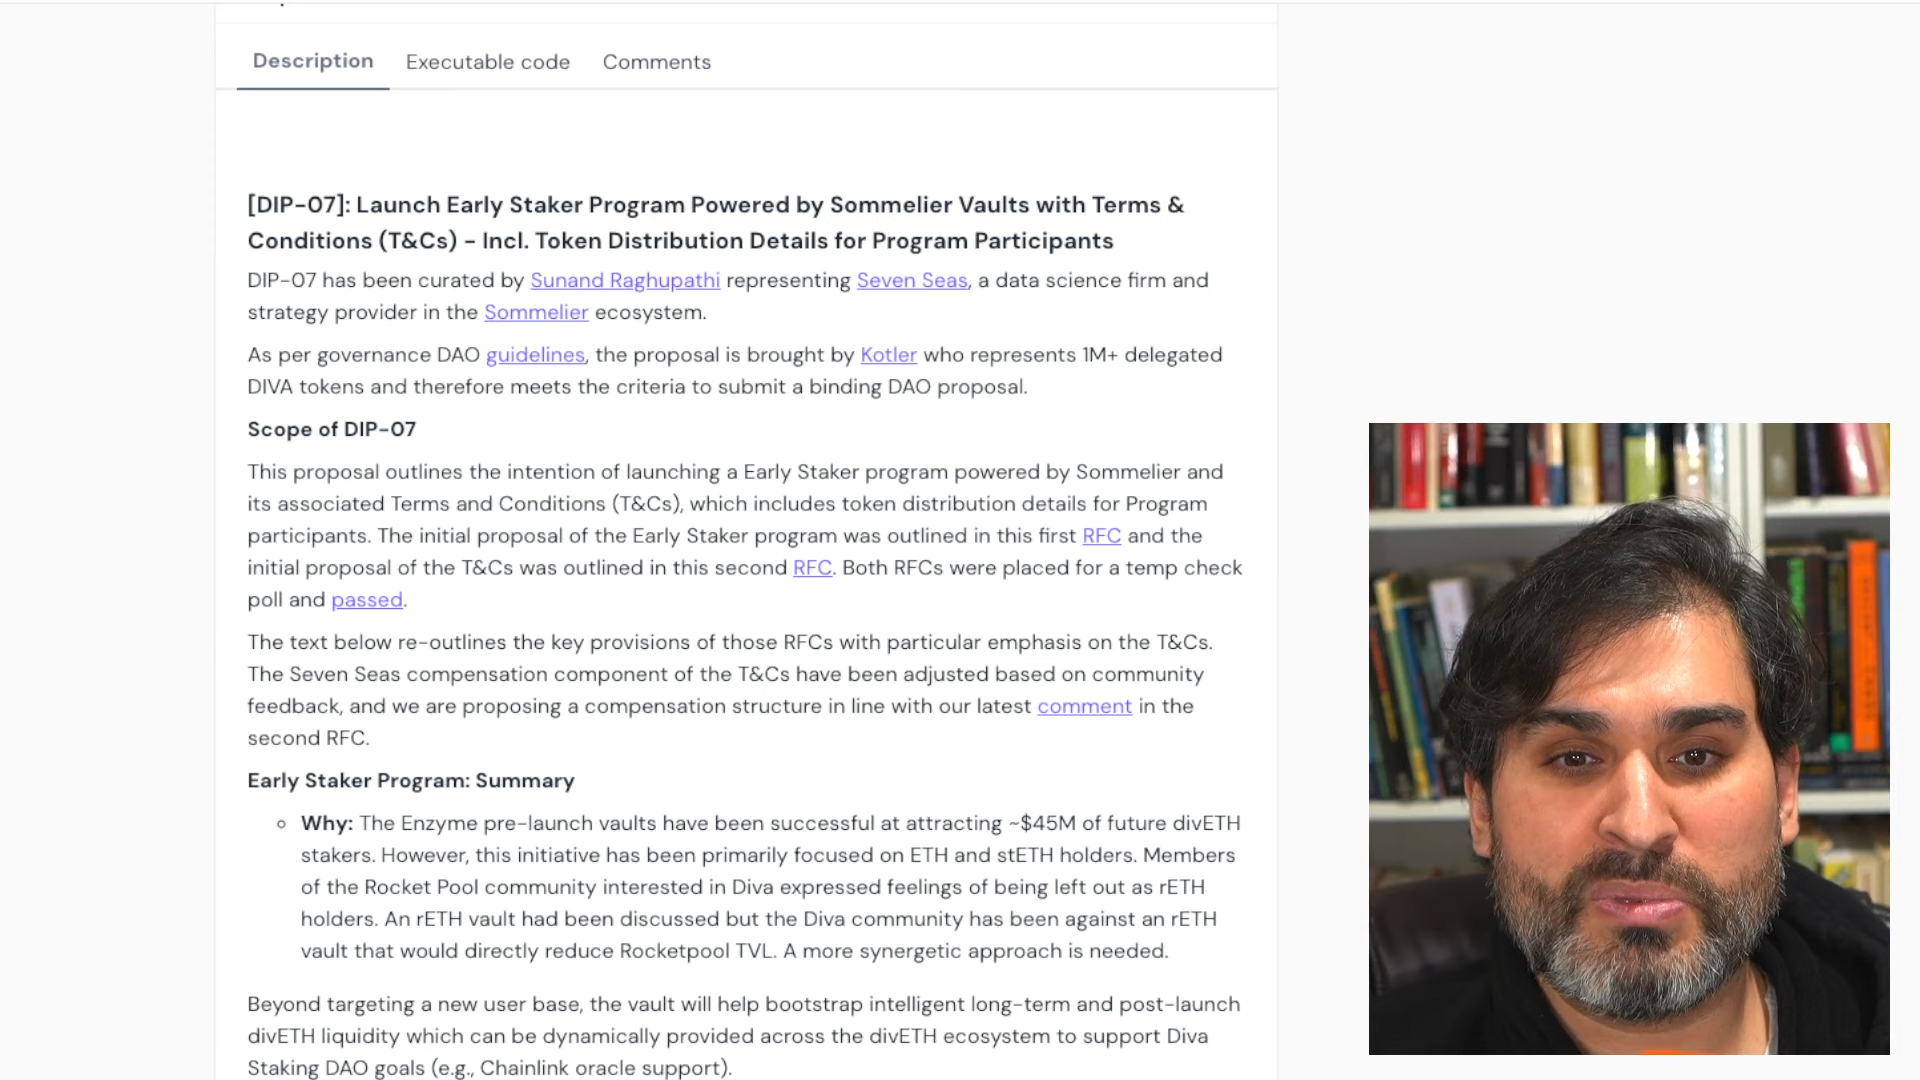 Description Executable code Comments
[DIP-07]: Launch Early Staker Program Powered by Sommelier Vaults with Terms &
Conditions (T&Cs) - Incl. Token Distribution Details for Program Participants
DIP-07 has been curated by Sunand Raghupathi representing Seven Seas, a data science firm and
strategy provider in the Sommelier ecosystem.
As per governance DAO guidelines, the proposal is brought by Kotler who represents 1M+ delegated
DIVA tokens and therefore meets the criteria to submit a binding DAO proposal.
Scope of DIP-07
This proposal outlines the intention of launching a Early Staker program powered by Sommelier and
its associated Terms and Conditions (T&Cs), which includes token distribution details for Program
participants. The initial proposal of the Early Staker program was outlined in this first RFC and the
initial proposal of the T&Cs was outlined in this second RFC. Both RFCs were placed for a temp check
poll and passed.
The text below re-outlines the key provisions of those RFCs with particular emphasis on the T&Cs.
The Seven Seas compensation component of the T&Cs have been adjusted based on community
feedback, and we are proposing a compensation structure in line with our latest comment in the
second RFC.
Early Staker Program: Summary
Why: The Enzyme pre-launch vaults have been successful at attracting ~$45M of future divETH
stakers. However, this initiative has been primarily focused on ETH and stETH holders. Members
of the Rocket Pool community interested in Diva expressed feelings of being left out as rETH
holders. An rETH vault had been discussed but the Diva community has been against an rETH
vault that would directly reduce Rocketpool TVL. A more synergetic approach is needed.
Beyond targeting a new user base, the vault will help bootstrap intelligent long-term and post-launch
divETH liquidity which can be dynamically provided across the divETH ecosystem to support Diva
Staking DAO goals (e.g., Chainlink oracle support).